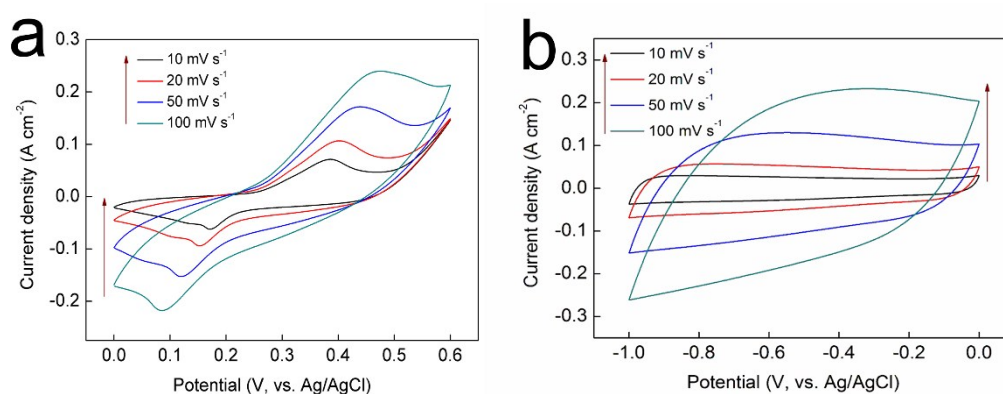 a
0.3
0.2
0.1
0.0
-0.1
-0.2
Current density (A cm⁻²)
10 mV s⁻¹
20 mV s⁻¹
50 mV s⁻¹
100 mV s⁻¹
0.0 0.1 0.2 0.3 0.4 0.5 0.6
Potential (V, vs. Ag/AgCl)
b
0.3
0.2
0.1
0.0
-0.1
-0.2
-0.3
Current density (A cm⁻²)
10 mV s⁻¹
20 mV s⁻¹
50 mV s⁻¹
100 mV s⁻¹
-1.0 -0.8 -0.6 -0.4 -0.2 0.0
Potential (V, vs. Ag/AgCl)